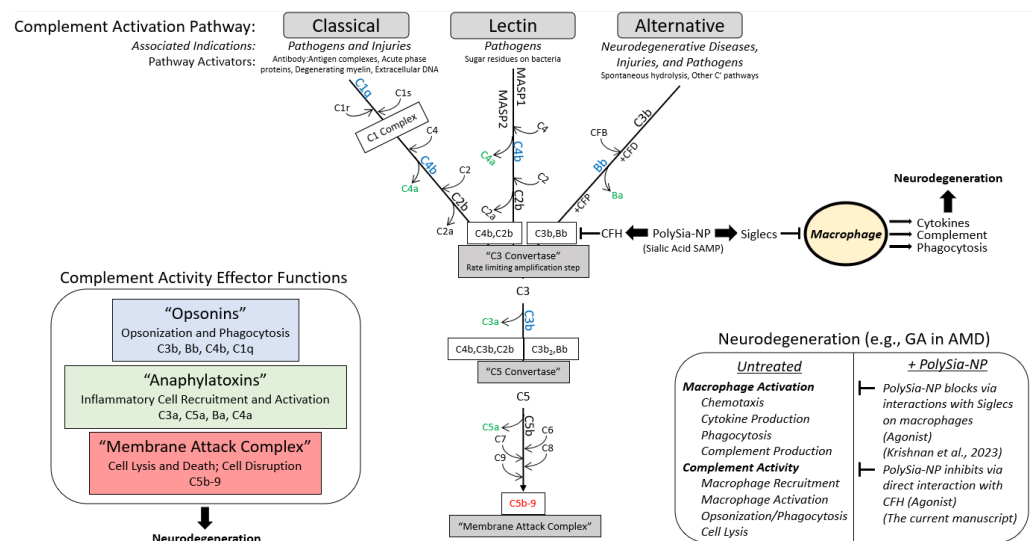 Complement Activation Pathway:
Classical
Lectin
Alternative
Associated Indications:
Pathogens and Injuries
Pathogens
Neurodegenerative Diseases,
Injuries, and Pathogens
Pathway Activators:
Antibody:Antigen complexes, Acute phase
proteins, Degenerating myelin, Extracellular DNA
Sugar residues on bacteria
Spontaneous hydrolysis, Other C' pathways
C1q
C1r
C1s
C1 Complex
C4
C4b
C4a
C2
C2b
C2a
MASP1
MASP2
C4
C4b
C4a
C2
C2b
C2a
C3b
CFB
+CFD
Bb
Ba
+CFP
C4b,C2b
C3b,Bb
"C3 Convertase"
Rate limiting amplification step
CFH
PolySia-NP
(Sialic Acid SAMP)
Siglecs
Macrophage
Neurodegeneration
Cytokines
Complement
Phagocytosis
C3
C3a
C3b
C4b,C3b,C2b
C3b₂,Bb
"C5 Convertase"
C5
C5a
C5b
C7
C6
C9
C8
C5b-9
"Membrane Attack Complex"
Complement Activity Effector Functions
"Opsonins"
Opsonization and Phagocytosis
C3b, Bb, C4b, C1q
"Anaphylatoxins"
Inflammatory Cell Recruitment and Activation
C3a, C5a, Ba, C4a
"Membrane Attack Complex"
Cell Lysis and Death; Cell Disruption
C5b-9
Neurodegeneration
Neurodegeneration (e.g., GA in AMD)
Untreated
Macrophage Activation
Chemotaxis
Cytokine Production
Phagocytosis
Complement Production
Complement Activity
Macrophage Recruitment
Macrophage Activation
Opsonization/Phagocytosis
Cell Lysis
+ PolySia-NP
PolySia-NP blocks via
interactions with Siglecs
on macrophages
(Agonist)
(Krishnan et al., 2023)
PolySia-NP inhibits via
direct interaction with
CFH (Agonist)
(The current manuscript)